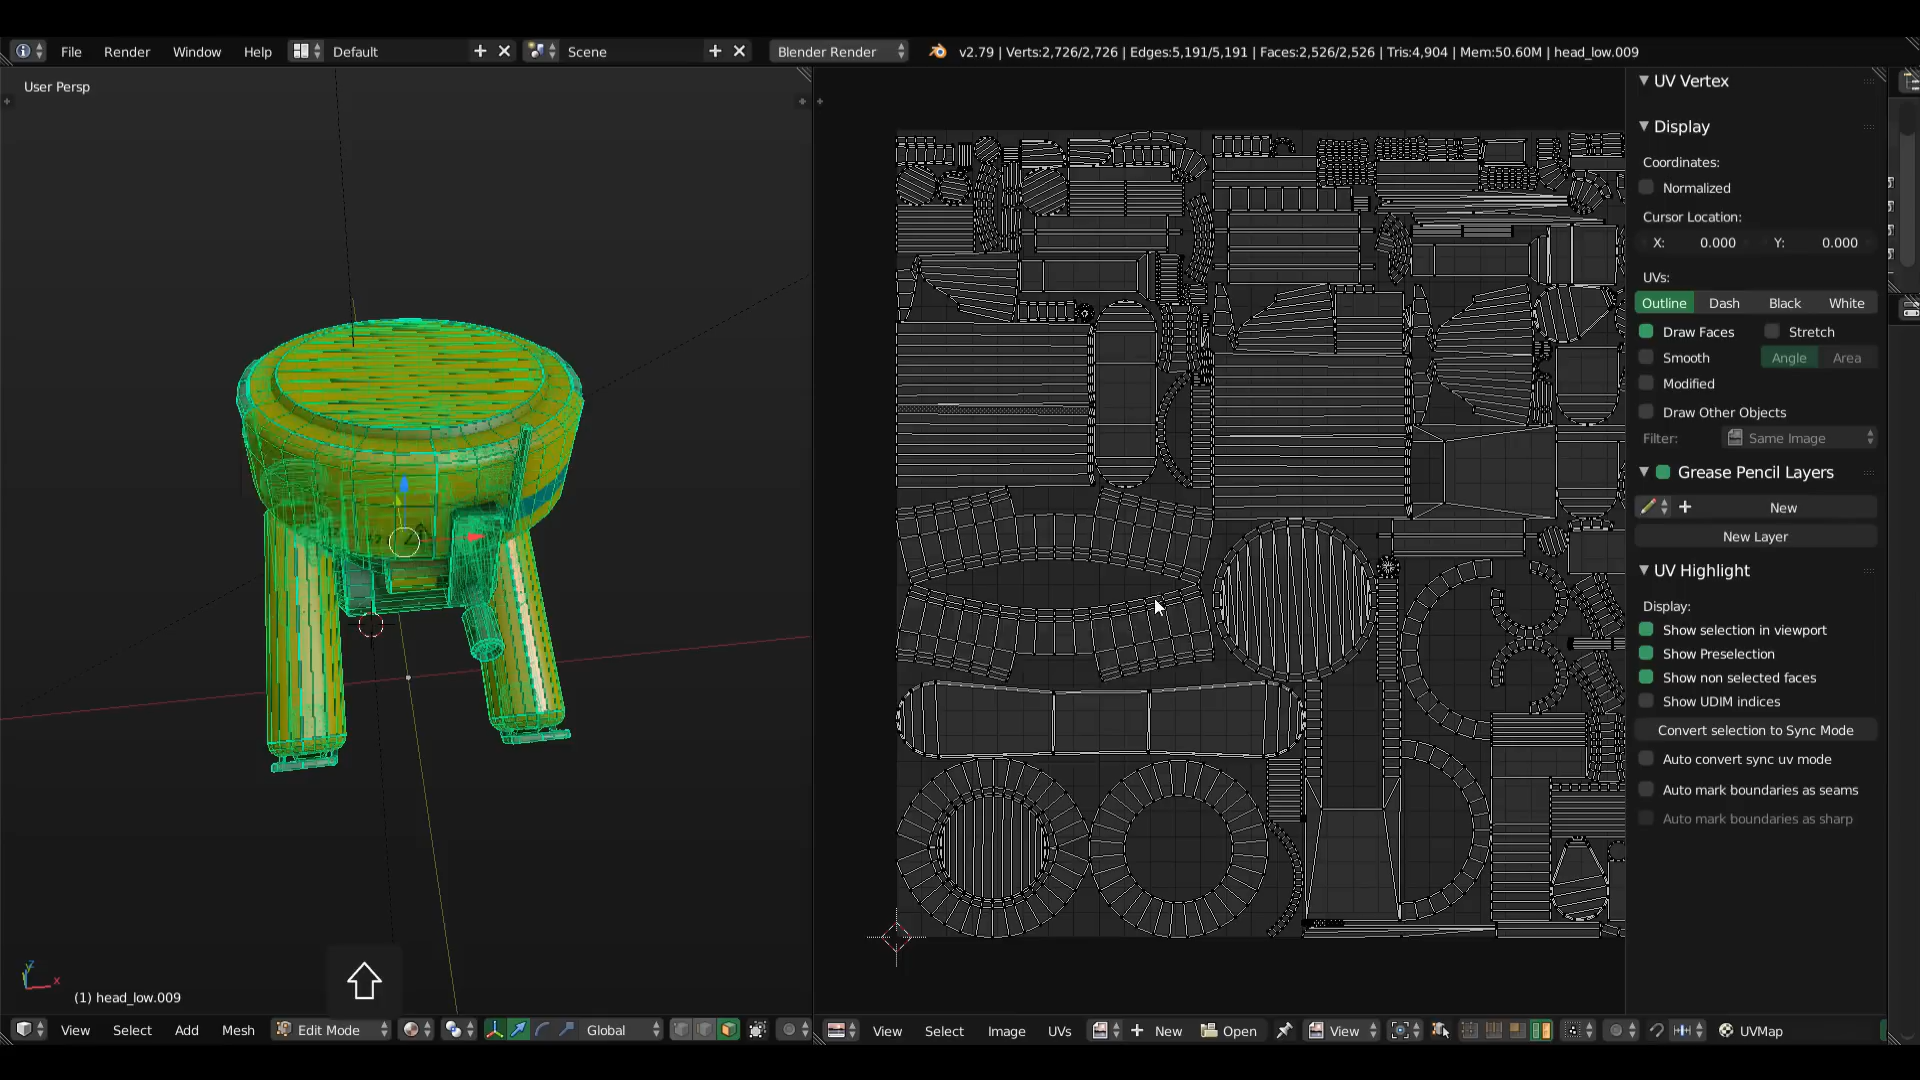 File Render Window Help Default Scene Blender Render v2.79 | Verts:2,726/2,726 | Edges:5,191/5,191 | Faces:2,526/2,526 | Tris:4,904 | Mem:50.60M | head_low.009
User Persp
UV Vertex
Display
Coordinates:
Normalized
Cursor Location:
X: 0.000 Y: 0.000
UVs:
Outline Dash Black White
Draw Faces Stretch
Smooth Angle Area
Modified
Draw Other Objects
Filter: Same Image
Grease Pencil Layers
New
New Layer
UV Highlight
Display:
Show selection in viewport
Show Preselection
Show non selected faces
Show UDIM indices
Convert selection to Sync Mode
Auto convert sync uv mode
Auto mark boundaries as seams
Auto mark boundaries as sharp
z
x
(1) head_low.009
View Select Add Mesh Edit Mode Global
View Select Image UVs New Open View UVMap